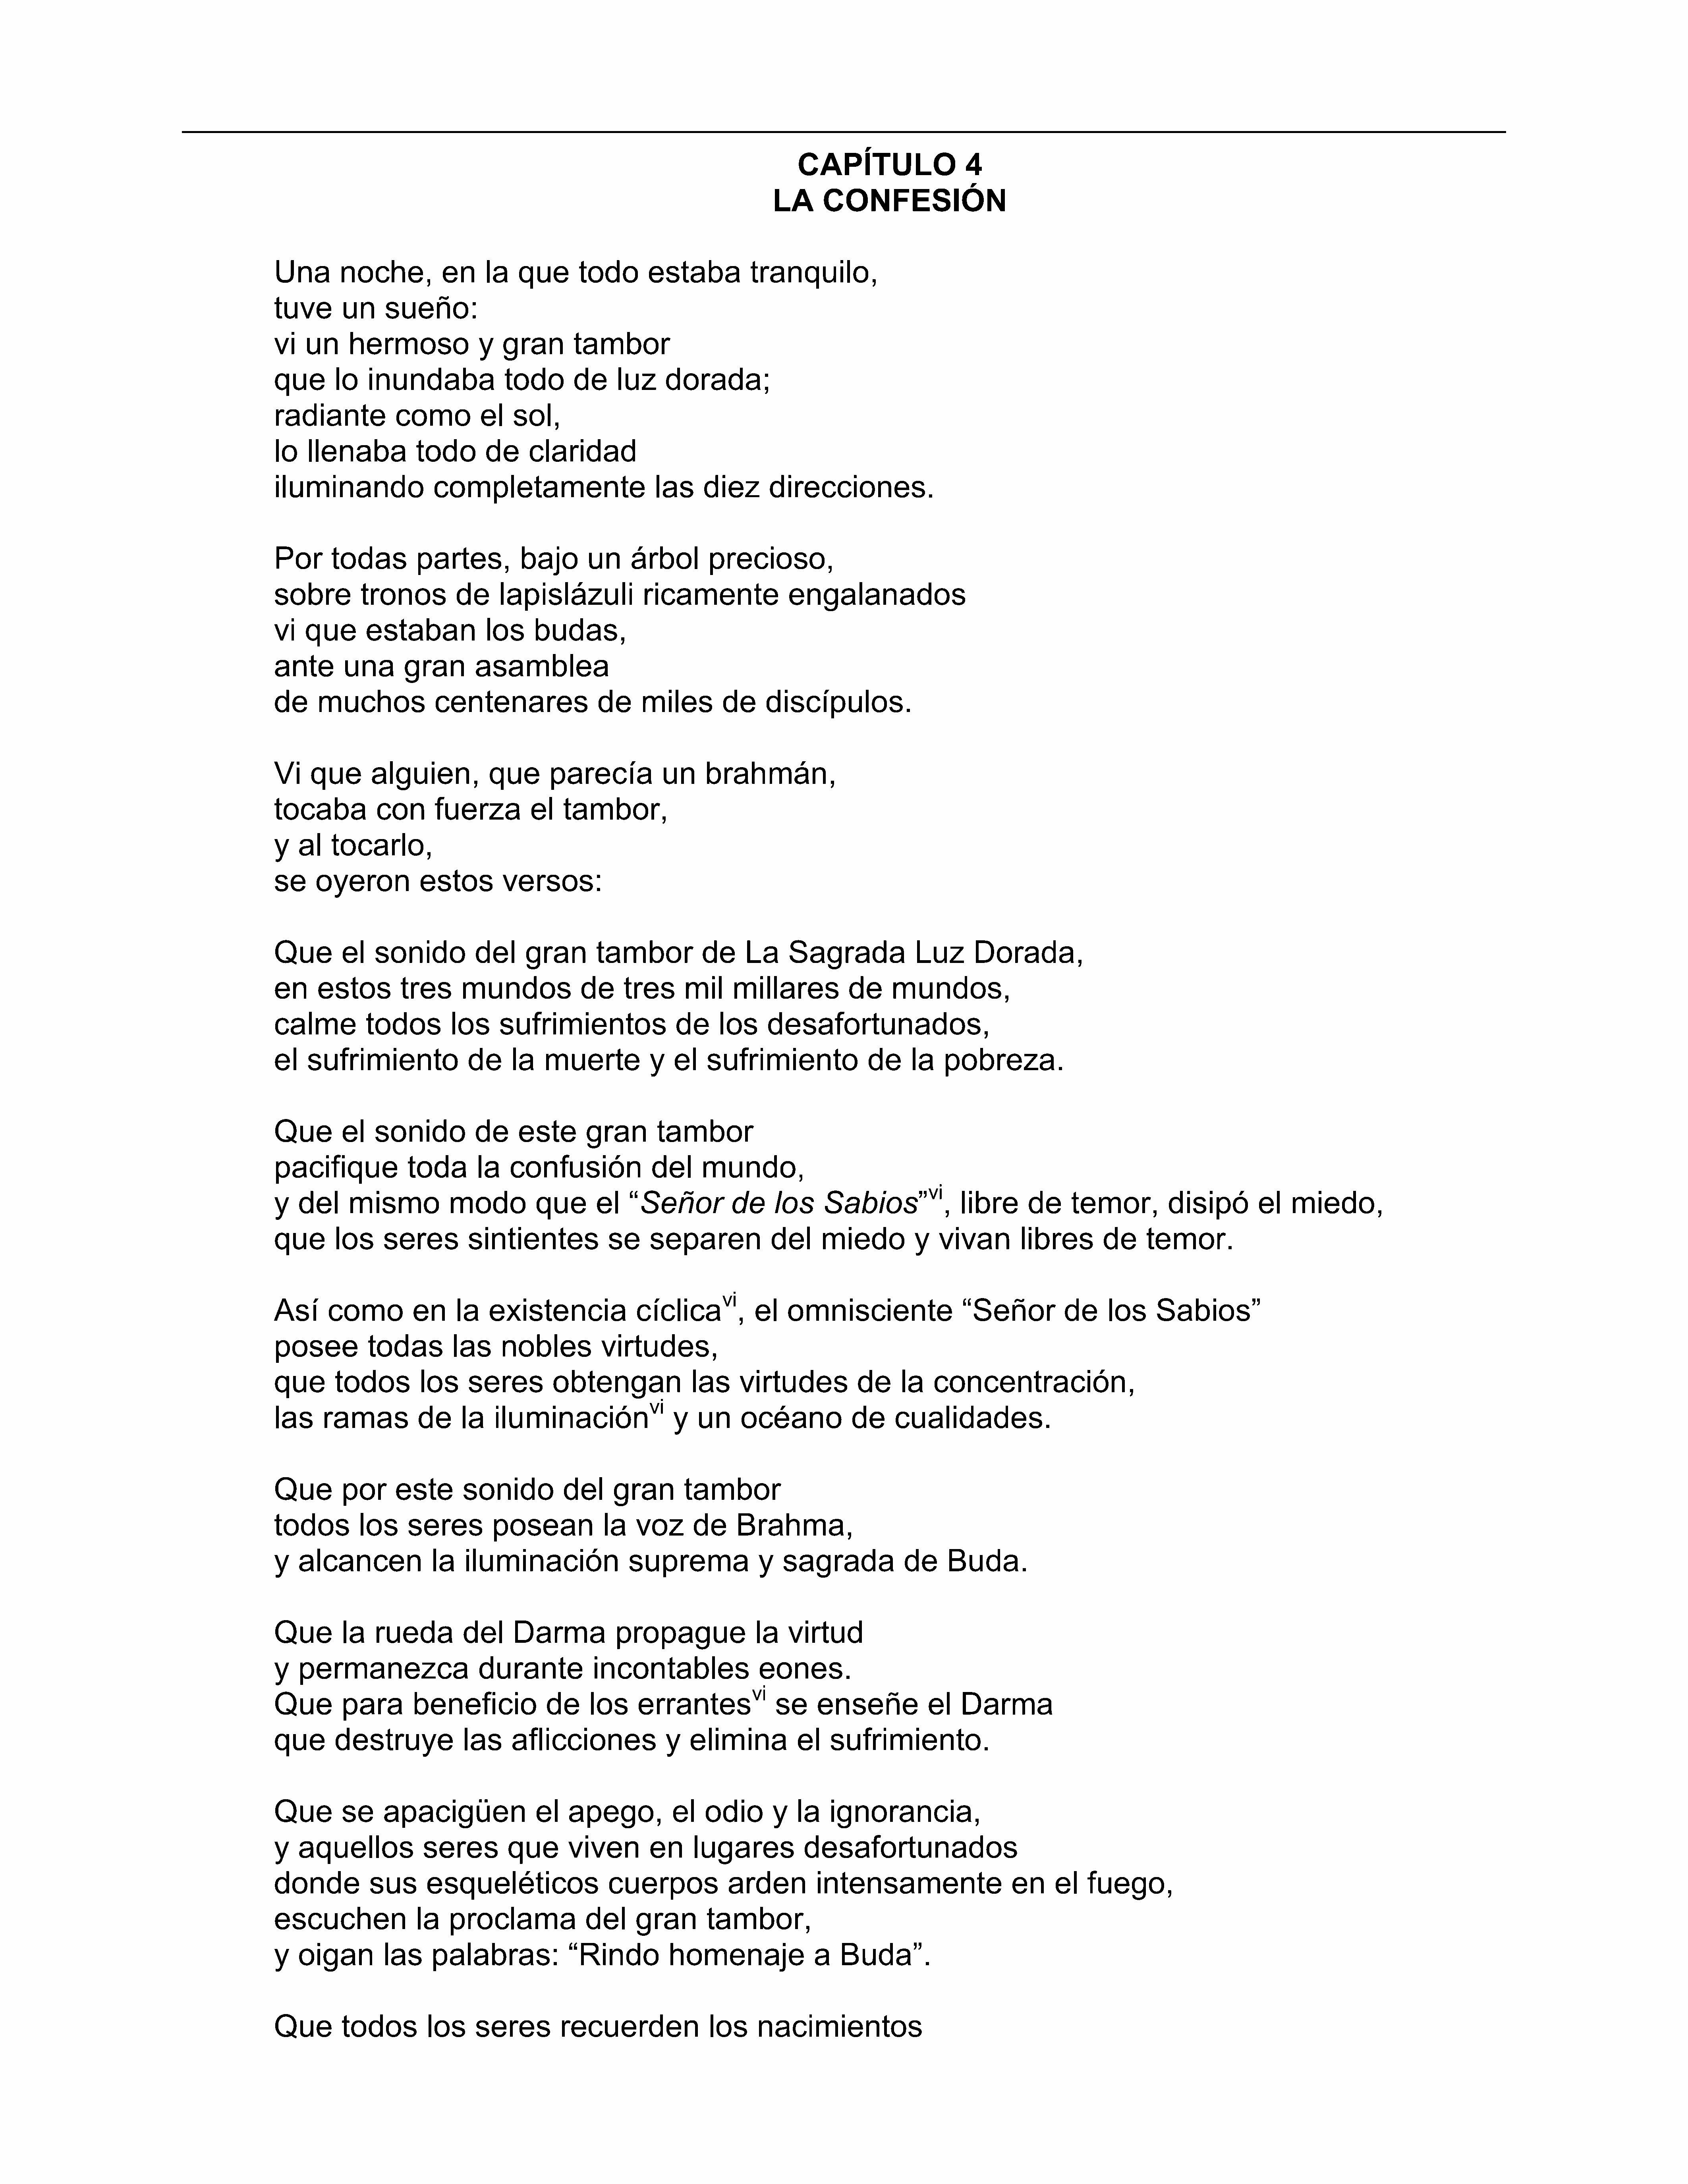 CAPÍTULO 4
LA CONFESIÓN
Una noche, en la que todo estaba tranquilo,
tuve un sueño:
vi un hermoso y gran tambor
que lo inundaba todo de luz dorada;
radiante como el sol,
lo llenaba todo de claridad
iluminando completamente las diez direcciones.
Por todas partes, bajo un árbol precioso,
sobre tronos de lapislázuli ricamente engalanados
vi que estaban los budas,
ante una gran asamblea
de muchos centenares de miles de discípulos.
Vi que alguien, que parecía un brahmán,
tocaba con fuerza el tambor,
y al tocarlo,
se oyeron estos versos:
Que el sonido del gran tambor de La Sagrada Luz Dorada,
en estos tres mundos de tres mil millares de mundos,
calme todos los sufrimientos de los desafortunados,
el sufrimiento de la muerte y el sufrimiento de la pobreza.
Que el sonido de este gran tambor
pacifique toda la confusión del mundo,
y del mismo modo que el “Señor de los Sabios”vi, libre de temor, disipó el miedo,
que los seres sintientes se separen del miedo y vivan libres de temor.
Así como en la existencia cíclicavi, el omnisciente “Señor de los Sabios”
posee todas las nobles virtudes,
que todos los seres obtengan las virtudes de la concentración,
las ramas de la iluminaciónvi y un océano de cualidades.
Que por este sonido del gran tambor
todos los seres posean la voz de Brahma,
y alcancen la iluminación suprema y sagrada de Buda.
Que la rueda del Darma propague la virtud
y permanezca durante incontables eones.
Que para beneficio de los errantesvi se enseñe el Darma
que destruye las aflicciones y elimina el sufrimiento.
Que se apacigüen el apego, el odio y la ignorancia,
y aquellos seres que viven en lugares desafortunados
donde sus esqueléticos cuerpos arden intensamente en el fuego,
escuchen la proclama del gran tambor,
y oigan las palabras: “Rindo homenaje a Buda”.
Que todos los seres recuerden los nacimientos